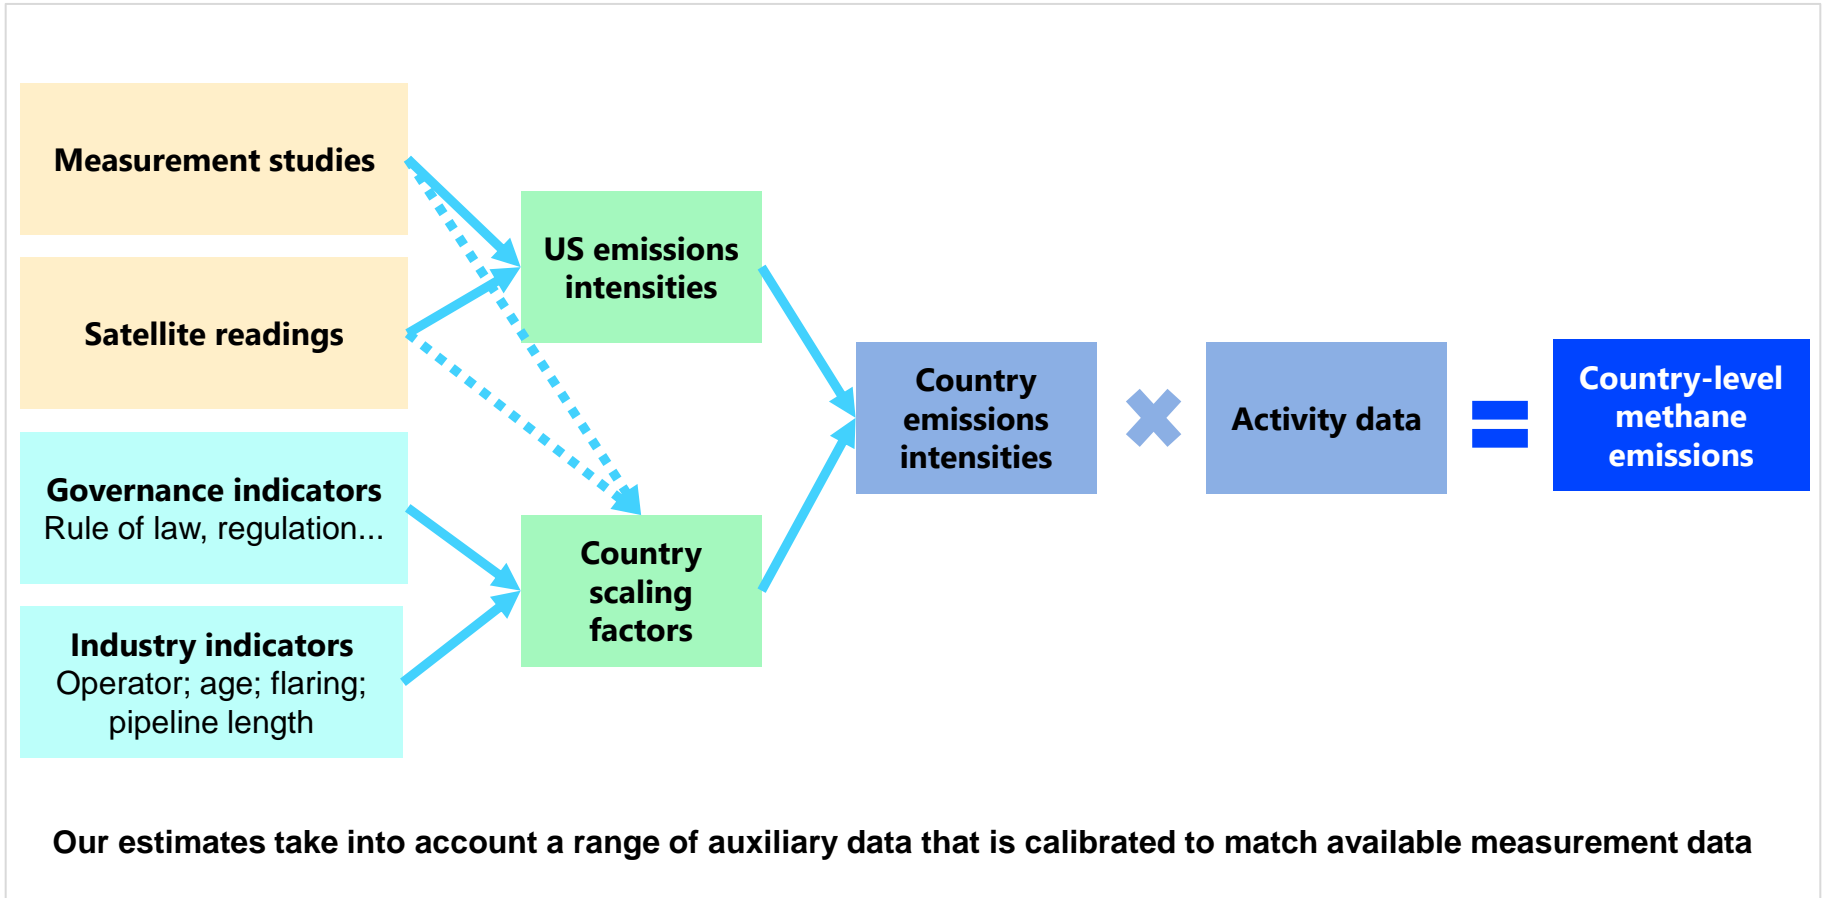 Measurement studies
Satellite readings
Governance indicators
Rule of law, regulation...
Industry indicators
Operator; age; flaring;
pipeline length
US emissions
intensities
Country
scaling
factors
Country
emissions
intensities
Activity data
Country-level
methane
emissions
Our estimates take into account a range of auxiliary data that is calibrated to match available measurement data